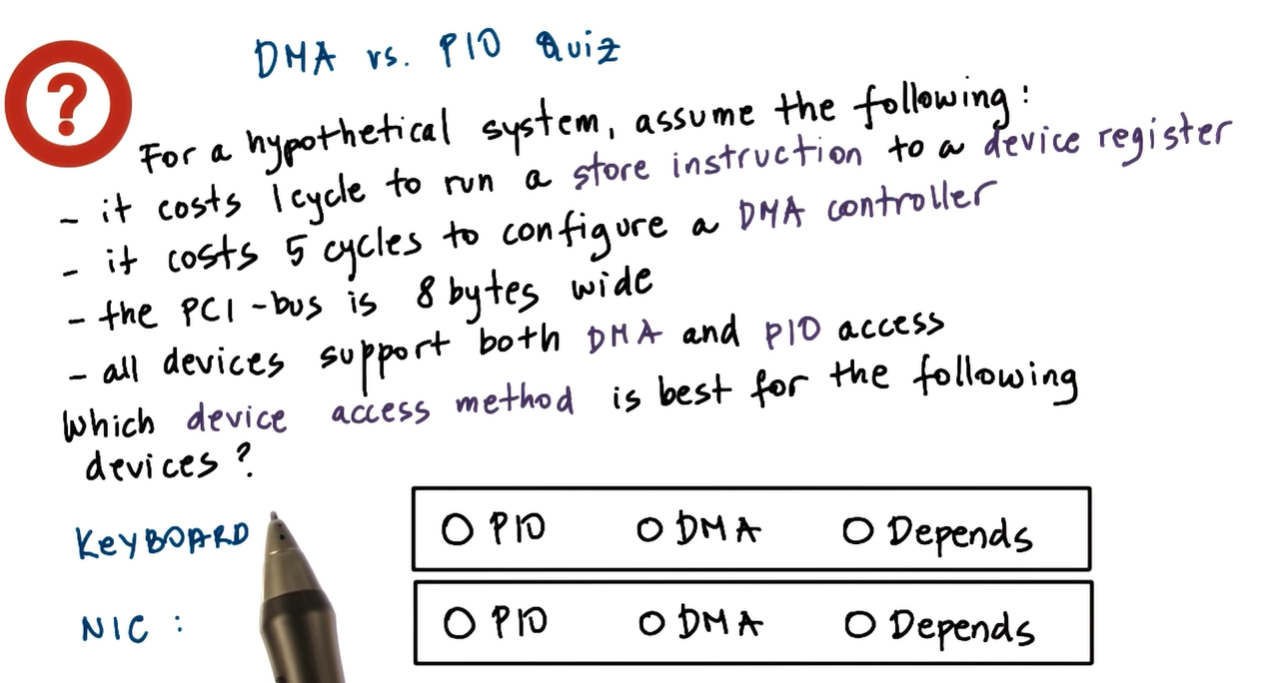 ?
DMA vs. PIO Quiz
For a hypothetical system, assume the following:
- it costs 1 cycle to run a store instruction to a device register
- it costs 5 cycles to configure a DMA controller
- the PCI-bus is 8 bytes wide
- all devices support both DMA and PIO access
Which device access method is best for the following
devices?
KEYBOARD O PIO O DMA O Depends
NIC: O PIO O DMA O Depends